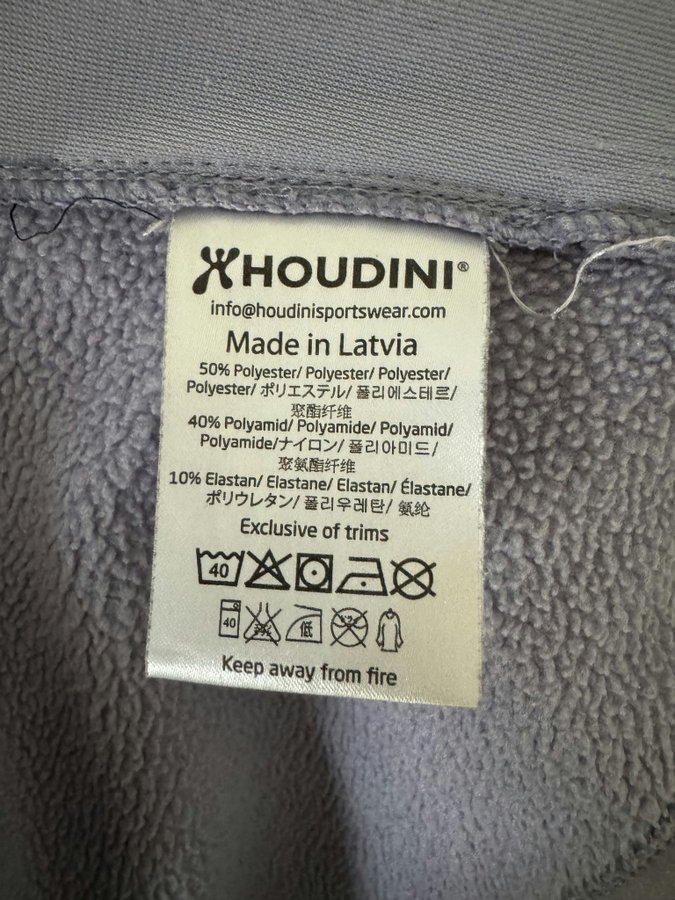 HOUDINI®
info@houdinisportswear.com
Made in Latvia
50% Polyester/ Polyester/ Polyester/
Polyester/ ポリエステル/ 폴리에스테르/
聚酯纤维
40% Polyamid/ Polyamide/ Polyamid/
Polyamide/ナイロン/ 폴리아미드/
聚氨酯纤维
10% Elastan/ Elastane/ Elastan/ Élastane/
ポリウレタン/ 폴리우레탄/ 氨纶
Exclusive of trims
40
40 低
Keep away from fire